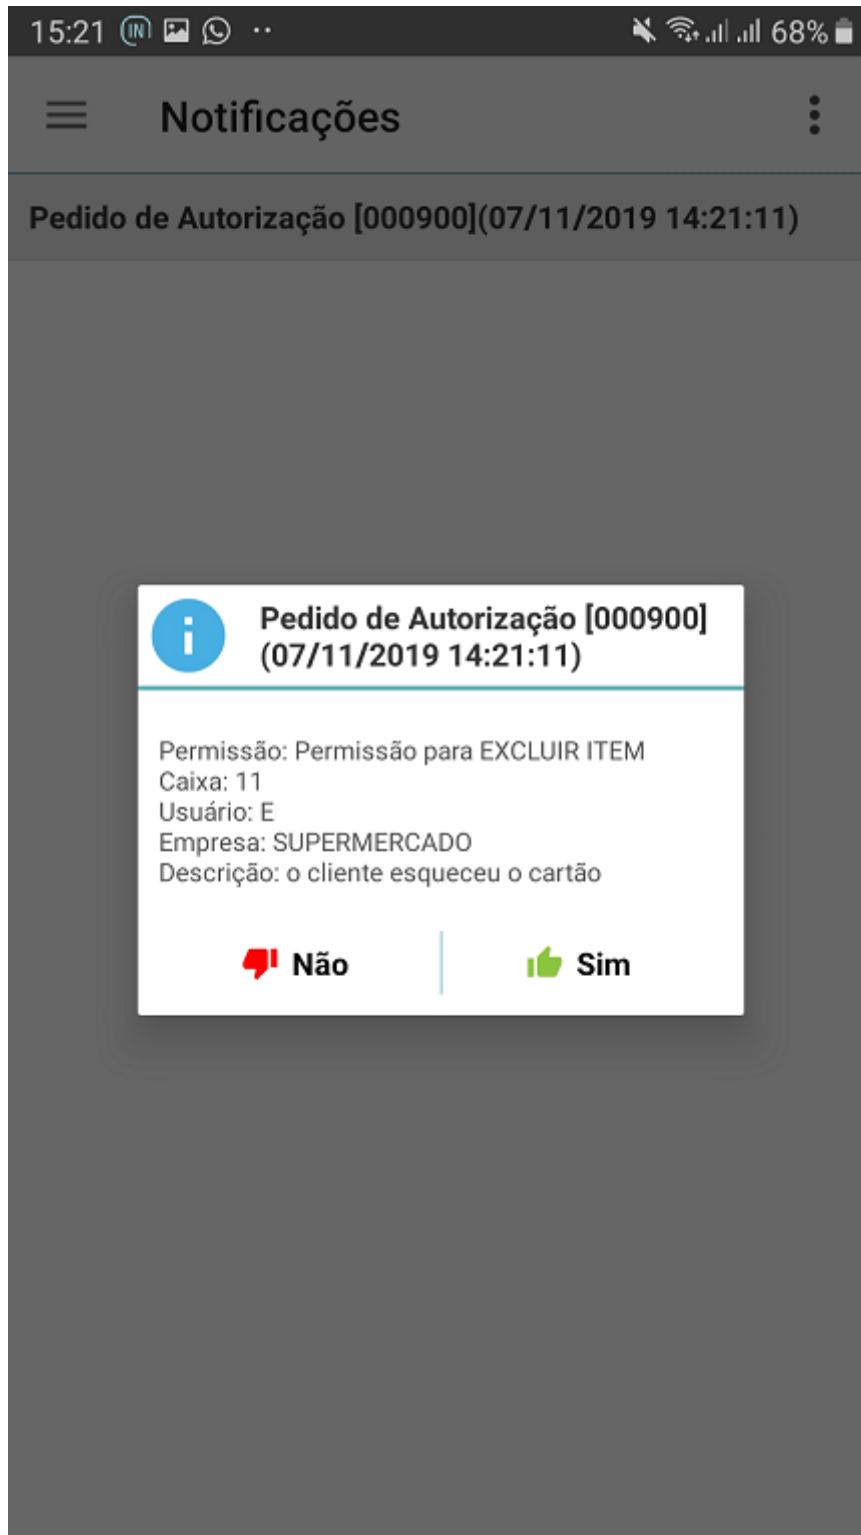 15:21 68%
Notificações
Pedido de Autorização [000900](07/11/2019 14:21:11)
Pedido de Autorização [000900]
(07/11/2019 14:21:11)
Permissão: Permissão para EXCLUIR ITEM
Caixa: 11
Usuário: E
Empresa: SUPERMERCADO
Descrição: o cliente esqueceu o cartão
Não Sim